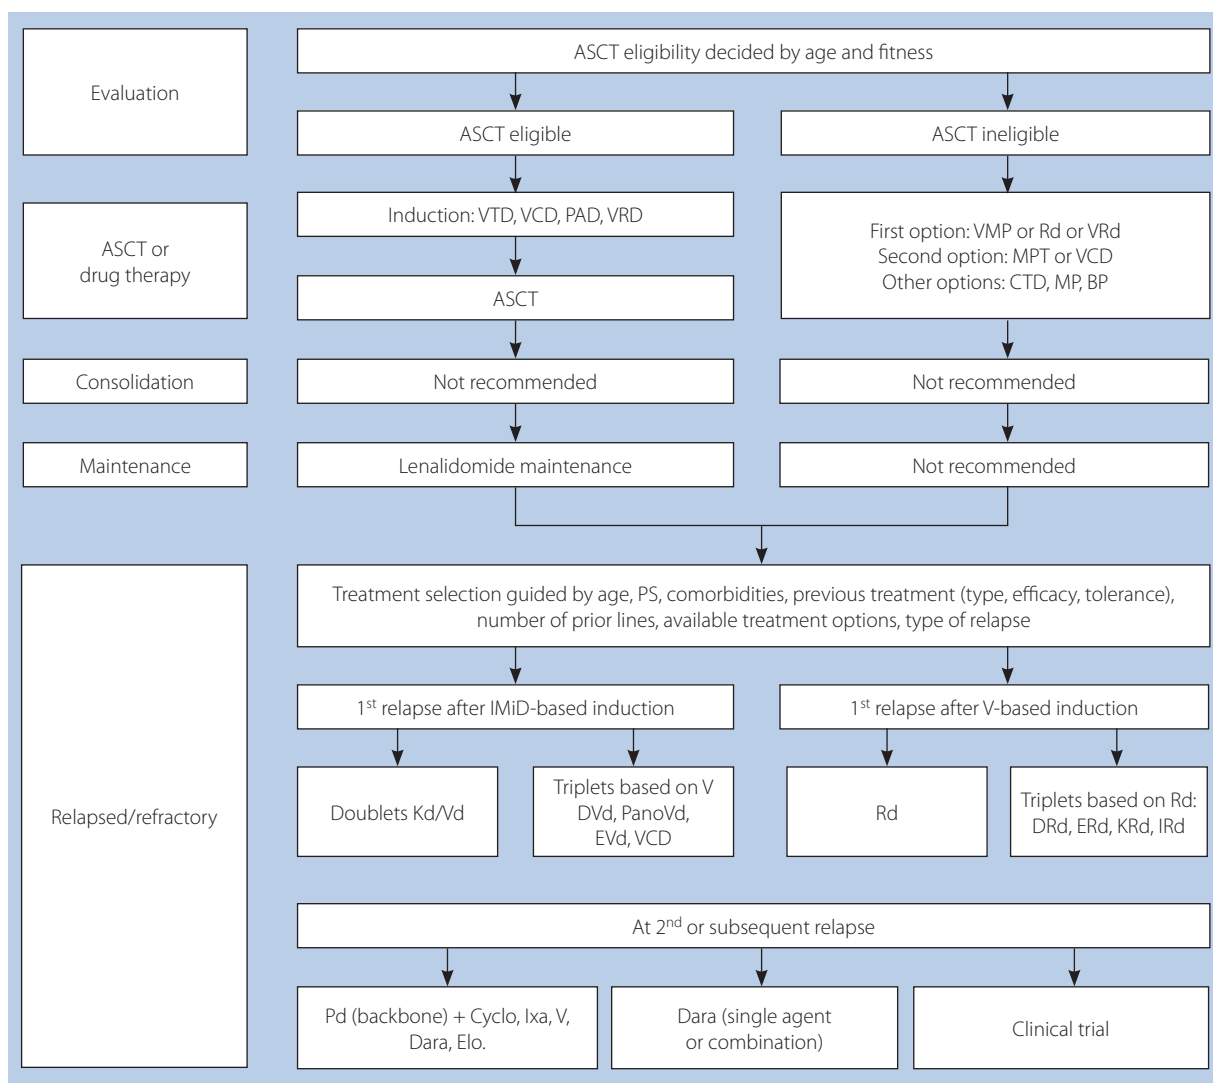 Evaluation
ASCT eligibility decided by age and fitness
ASCT eligible
ASCT ineligible
ASCT or
drug therapy
Induction: VTD, VCD, PAD, VRD
ASCT
First option: VMP or Rd or VRd
Second option: MPT or VCD
Other options: CTD, MP, BP
Consolidation
Not recommended
Not recommended
Maintenance
Lenalidomide maintenance
Not recommended
Relapsed/refractory
Treatment selection guided by age, PS, comorbidities, previous treatment (type, efficacy, tolerance),
number of prior lines, available treatment options, type of relapse
1st relapse after IMiD-based induction
1st relapse after V-based induction
Doublets Kd/Vd
Triplets based on V
DVd, PanoVd,
EVd, VCD
Rd
Triplets based on Rd:
DRd, ERd, KRd, IRd
At 2nd or subsequent relapse
Pd (backbone) + Cyclo, Ixa, V,
Dara, Elo.
Dara (single agent
or combination)
Clinical trial